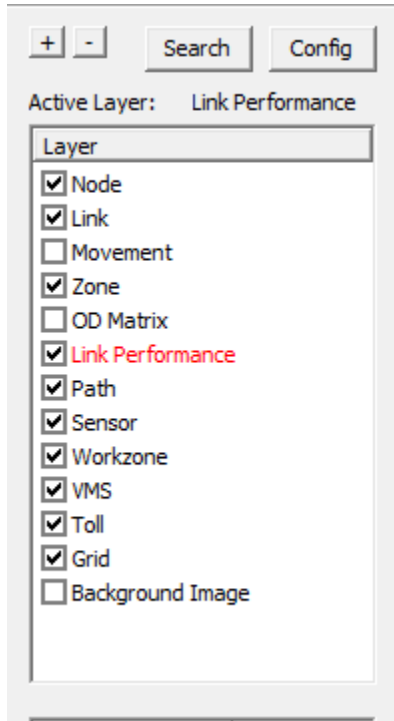 + - Search Config
Active Layer: Link Performance
Layer
Node
Link
Movement
Zone
OD Matrix
Link Performance
Path
Sensor
Workzone
VMS
Toll
Grid
Background Image